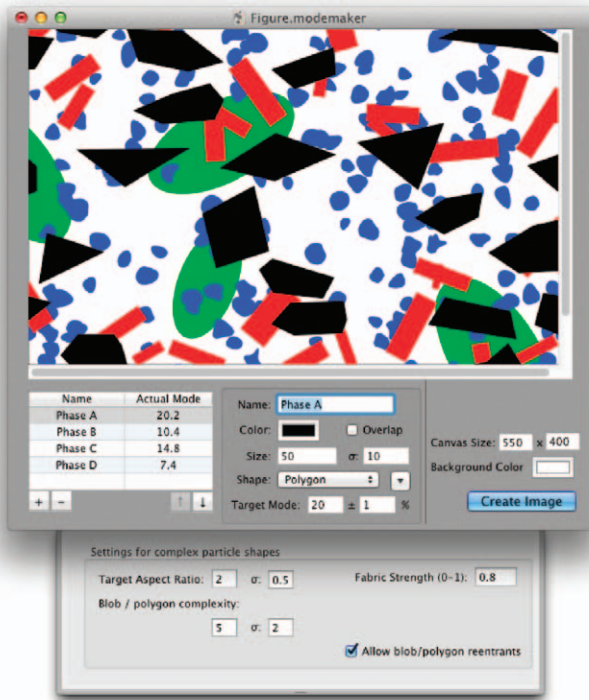 Figure.modemaker
Name Actual Mode
Phase A 20.2
Phase B 10.4
Phase C 14.8
Phase D 7.4
+ −
↑ ↓
Name: Phase A
Color: Overlap
Size: 50 σ: 10
Shape: Polygon
Target Mode: 20 ± 1 %
Canvas Size: 550 x 400
Background Color
Create Image
Settings for complex particle shapes
Target Aspect Ratio: 2 σ: 0.5 Fabric Strength (0-1): 0.8
Blob / polygon complexity:
5 σ: 2
Allow blob/polygon reentrants